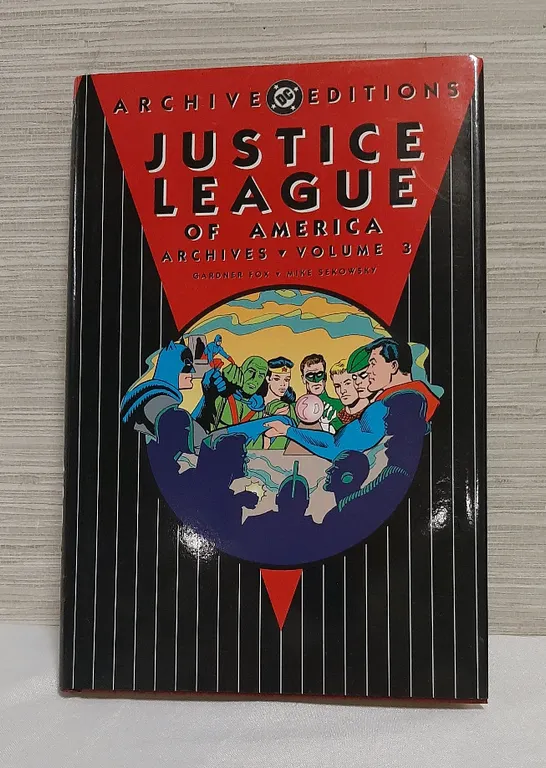 ARCHIVE DC EDITIONS
JUSTICE
LEAGUE
OF AMERICA
ARCHIVES ▾ VOLUME 3
GARDNER FOX ▾ MIKE SEKOWSKY